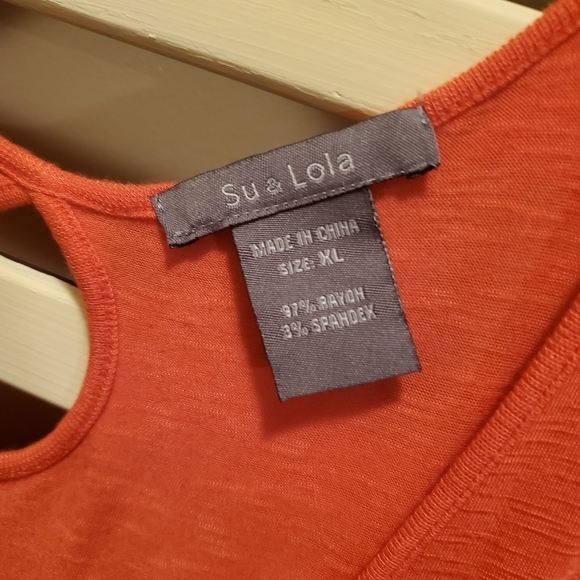 Su & Lola
MADE IN CHINA
SIZE: XL
97% RAYON
3% SPANDEX